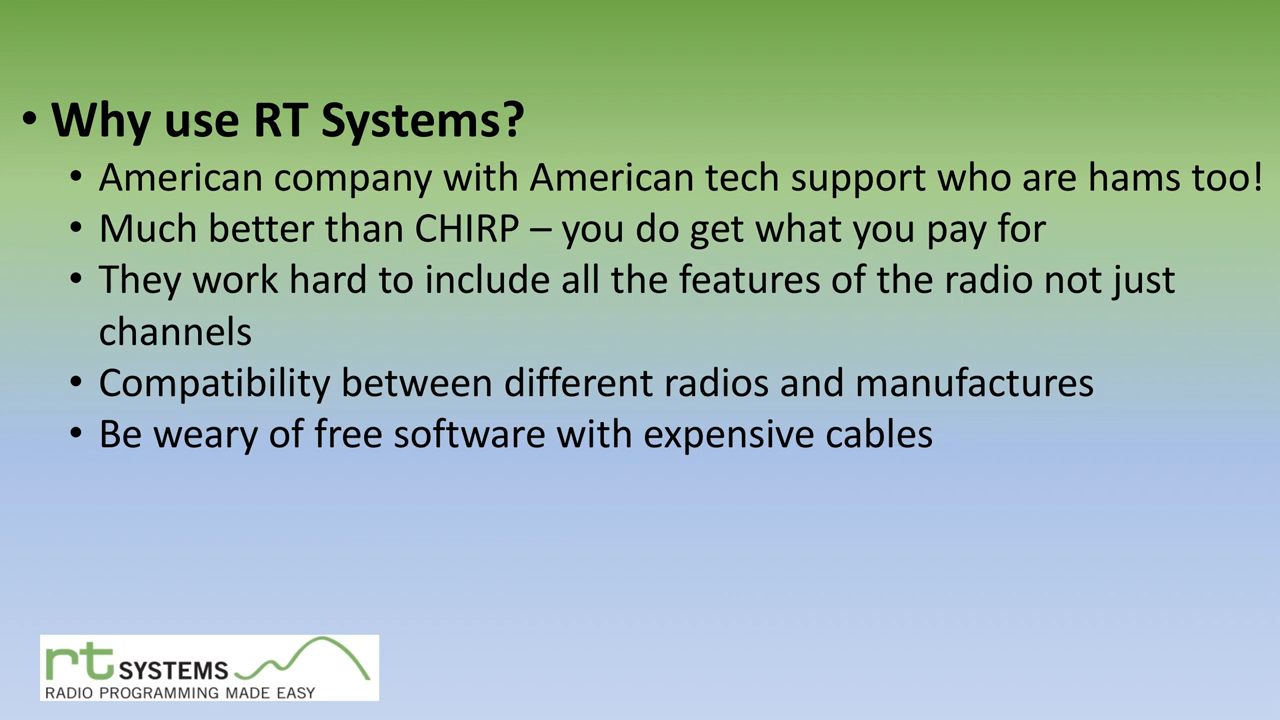 • Why use RT Systems?
• American company with American tech support who are hams too!
• Much better than CHIRP – you do get what you pay for
• They work hard to include all the features of the radio not just
channels
• Compatibility between different radios and manufactures
• Be weary of free software with expensive cables
rt SYSTEMS
RADIO PROGRAMMING MADE EASY